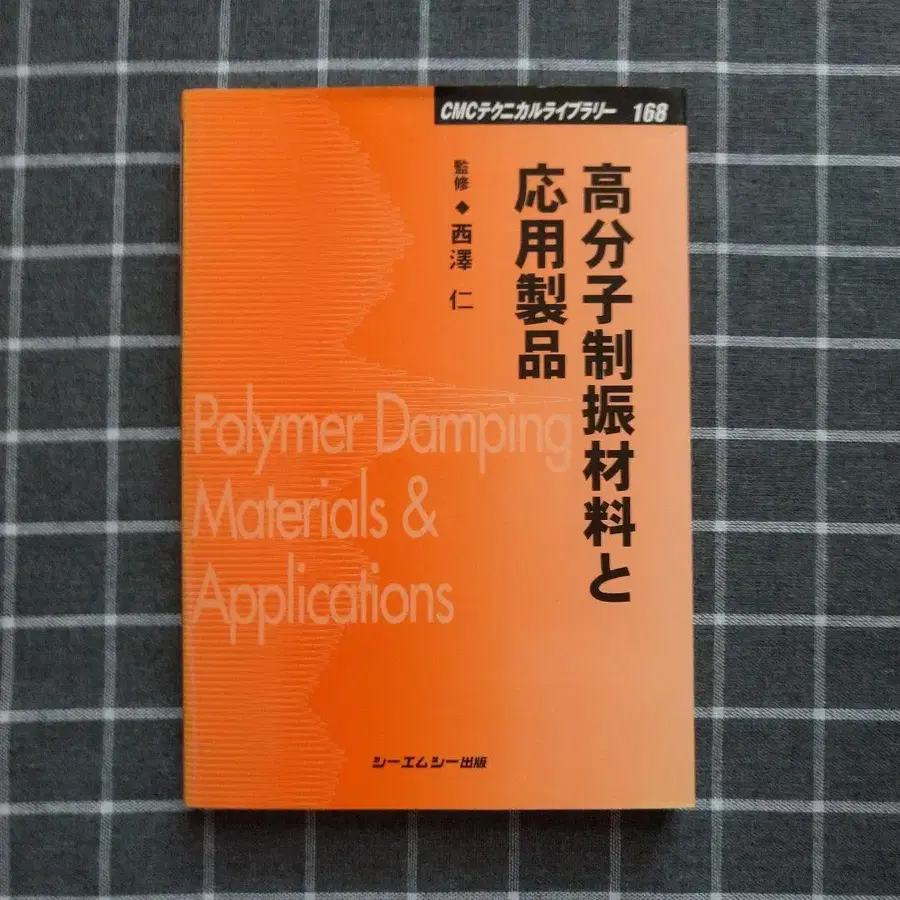 CMCテクニカルライブラリー 168
高分子制振材料と
応用製品
監修◆西澤 仁
Polymer Damping
Materials &
Applications
シーエムシー出版